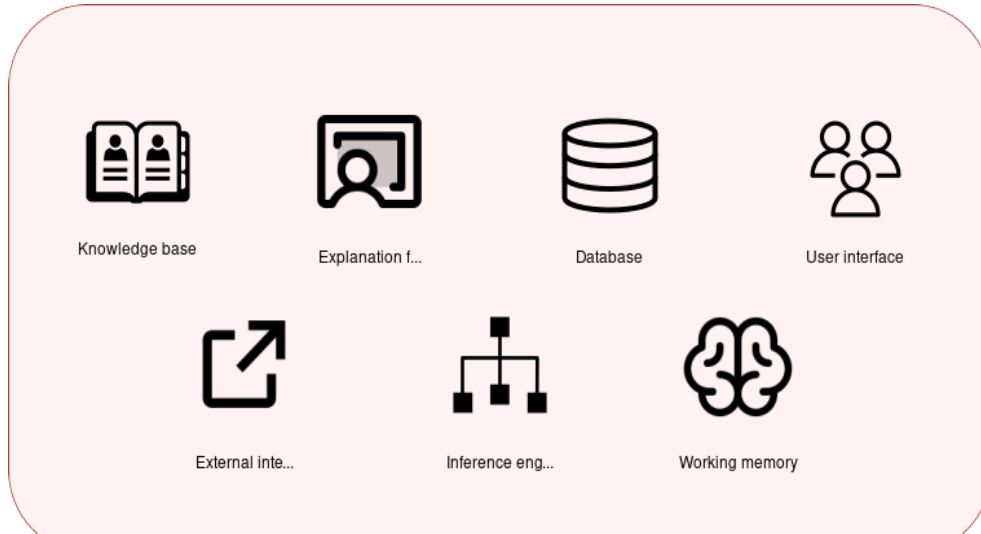 Knowledge base
Explanation f...
Database
User interface
External inte...
Inference eng...
Working memory